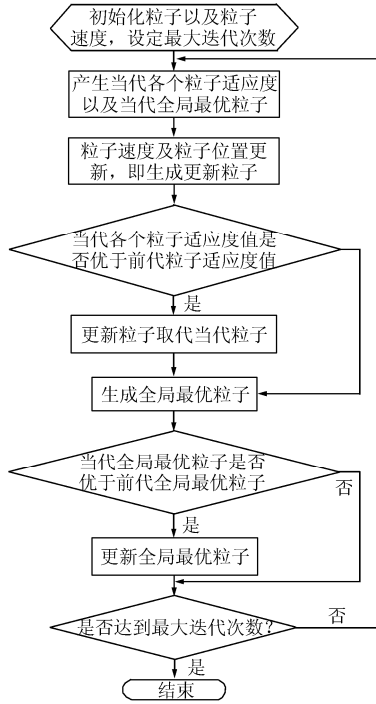 初始化粒子以及粒子
速度，设定最大迭代次数
产生当代各个粒子适应度
以及当代全局最优粒子
粒子速度及粒子位置更
新，即生成更新粒子
当代各个粒子适应度值是
否优于前代粒子适应度值
是
更新粒子取代当代粒子
生成全局最优粒子
当代全局最优粒子是否
优于前代全局最优粒子
否
是
更新全局最优粒子
是否达到最大迭代次数?
否
是
结束